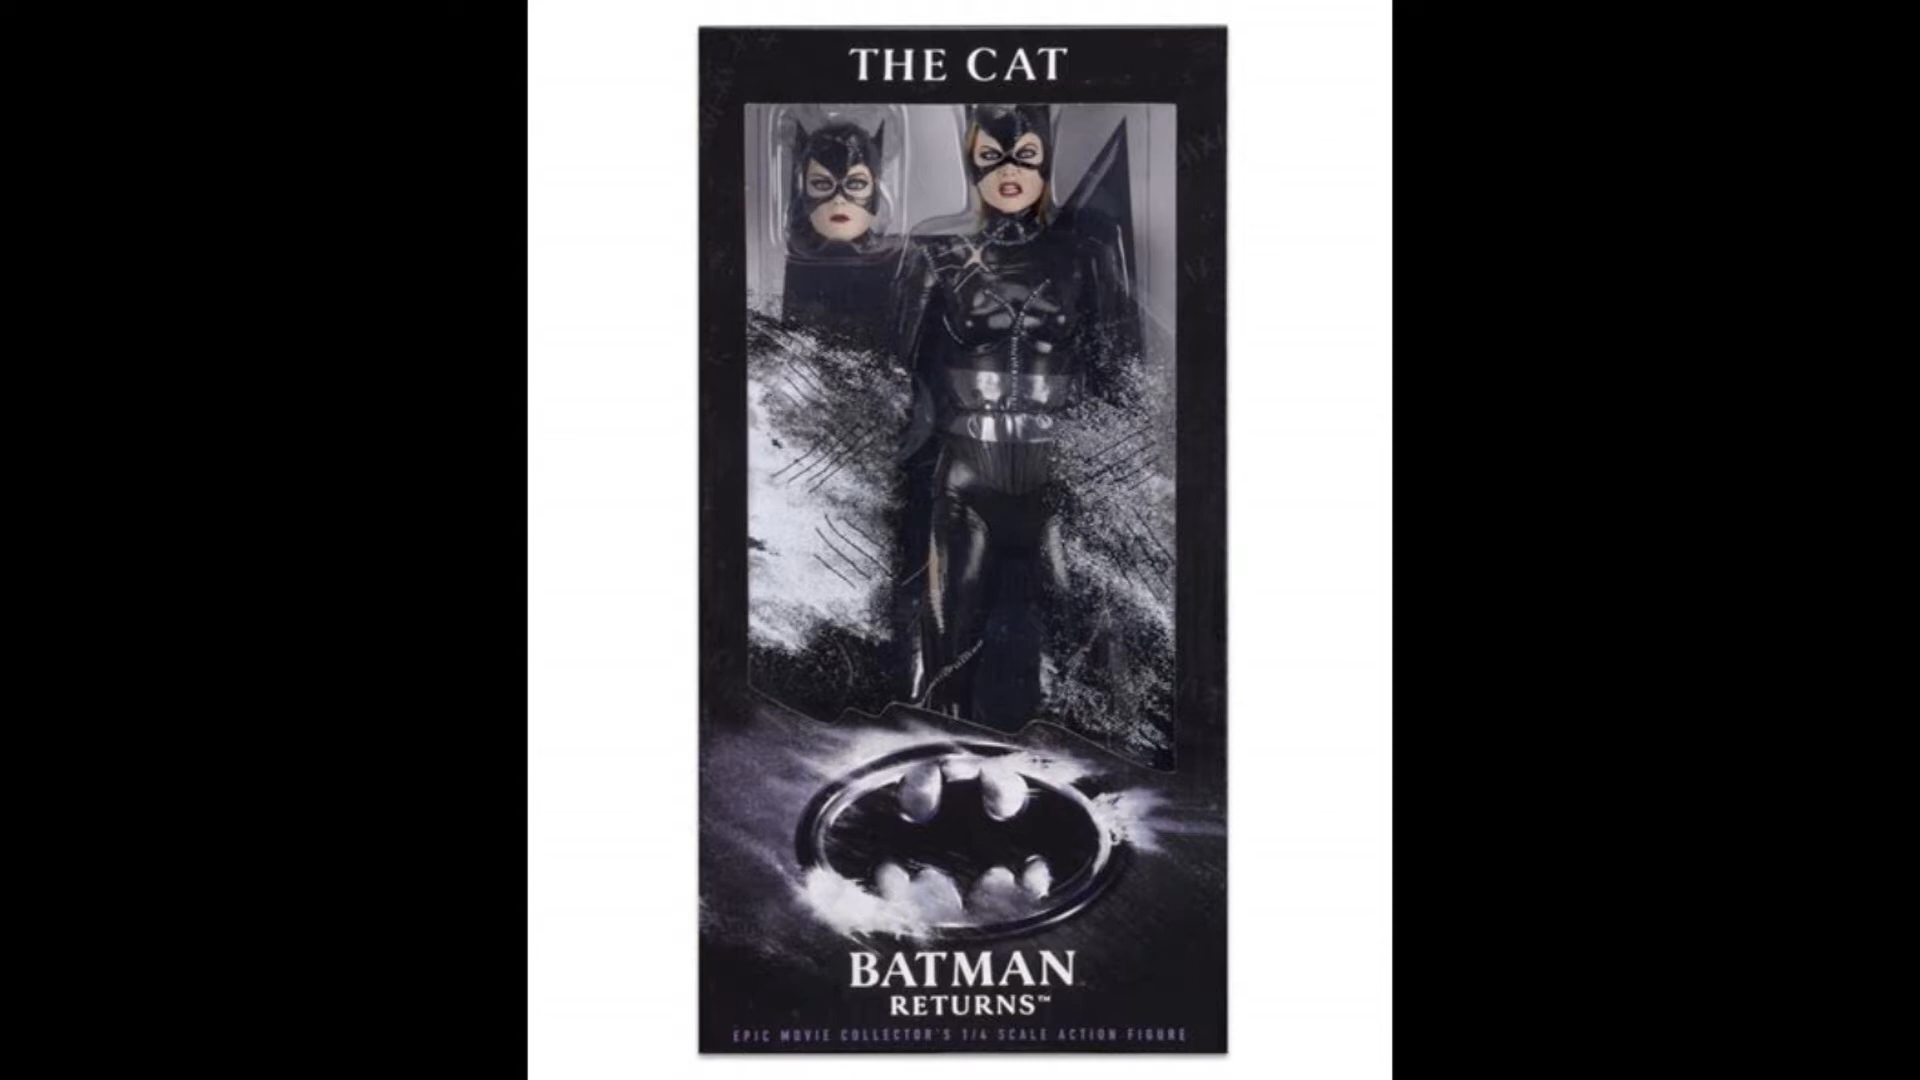 THE CAT
BATMAN
RETURNS™
EPIC MOVIE COLLECTOR'S 1/4 SCALE ACTION FIGURE